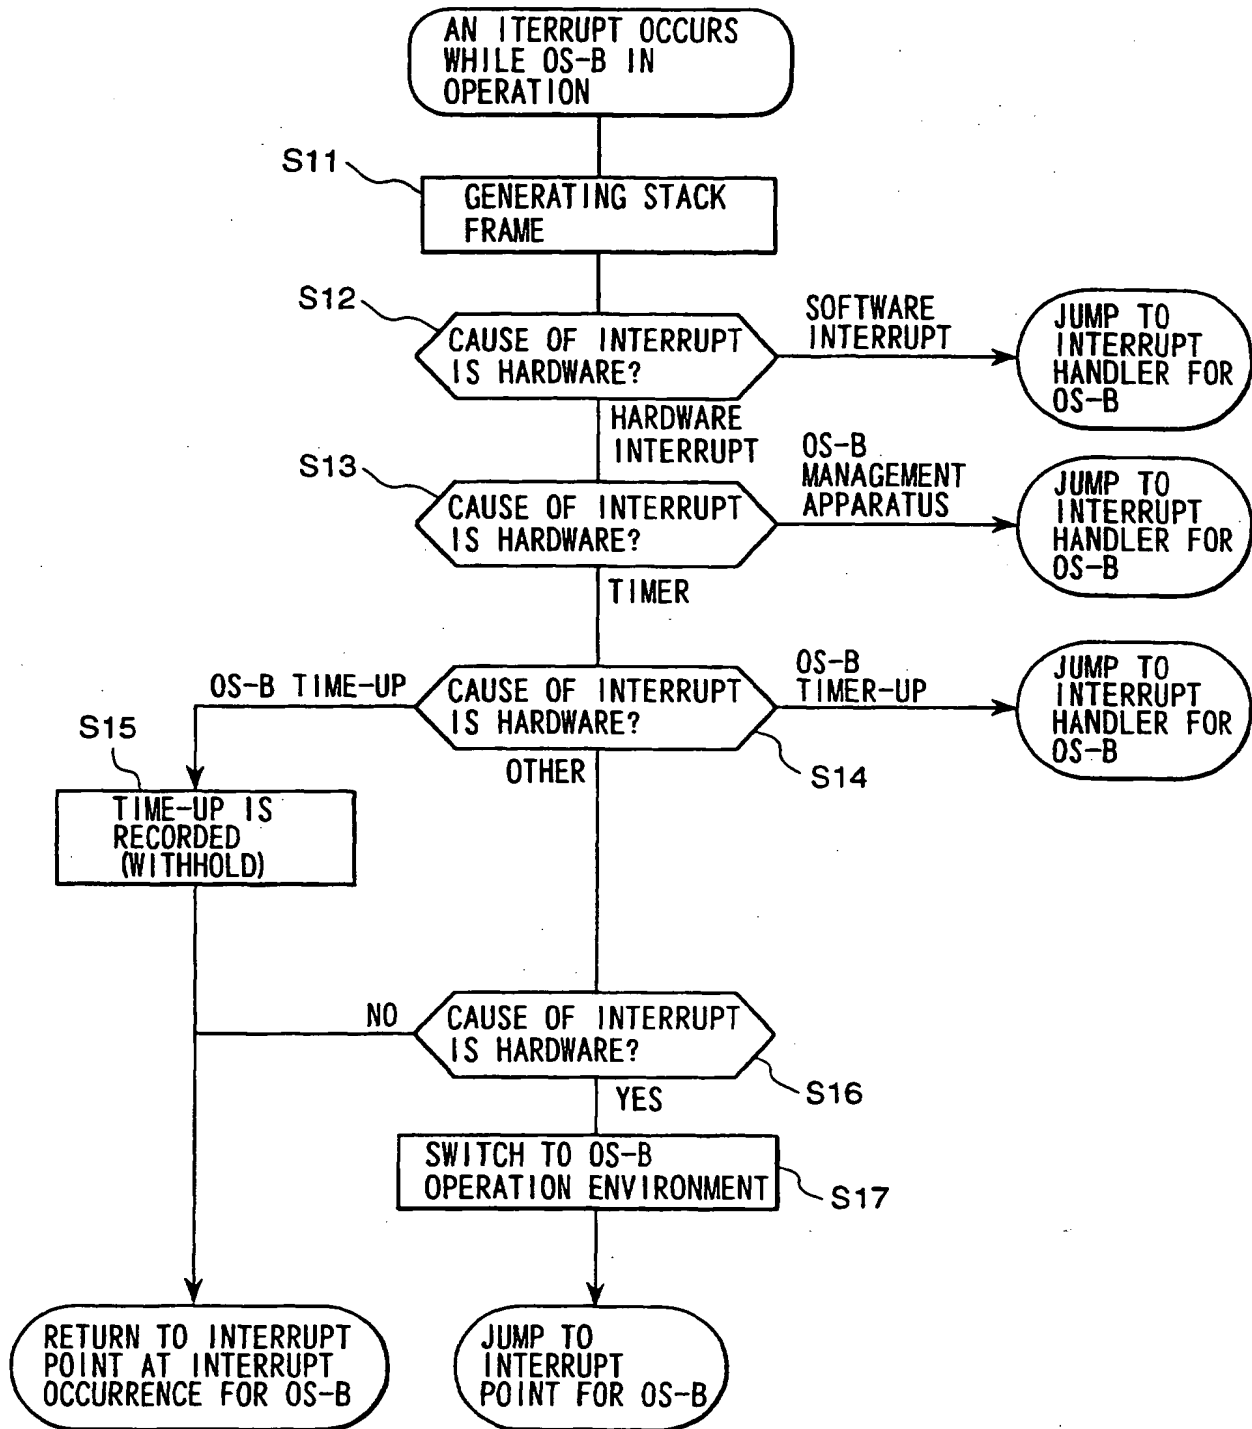 AN ITERRUPT OCCURS
WHILE OS-B IN
OPERATION
S11
GENERATING STACK
FRAME
S12
CAUSE OF INTERRUPT
IS HARDWARE?
SOFTWARE
INTERRUPT
JUMP TO
INTERRUPT
HANDLER FOR
OS-B
HARDWARE
INTERRUPT
S13
CAUSE OF INTERRUPT
IS HARDWARE?
OS-B
MANAGEMENT
APPARATUS
JUMP TO
INTERRUPT
HANDLER FOR
OS-B
TIMER
OS-B TIME-UP
CAUSE OF INTERRUPT
IS HARDWARE?
OS-B
TIMER-UP
JUMP TO
INTERRUPT
HANDLER FOR
OS-B
S14
S15
OTHER
TIME-UP IS
RECORDED
(WITHHOLD)
NO
CAUSE OF INTERRUPT
IS HARDWARE?
S16
YES
SWITCH TO OS-B
OPERATION ENVIRONMENT
S17
RETURN TO INTERRUPT
POINT AT INTERRUPT
OCCURRENCE FOR OS-B
JUMP TO
INTERRUPT
POINT FOR OS-B